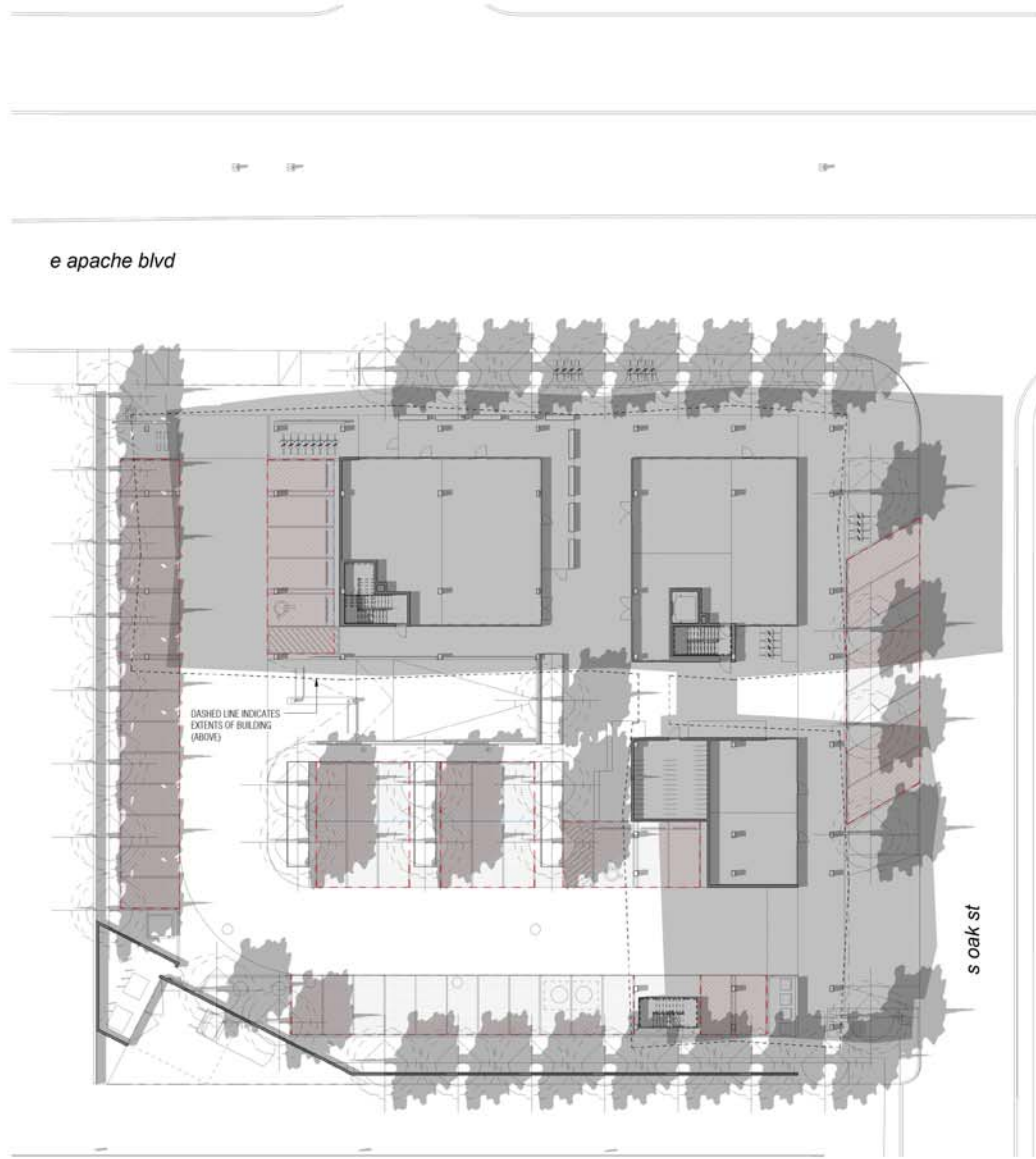 e apache blvd
DASHED LINE INDICATES
EXTENTS OF BUILDING
(ABOVE)
s oak st